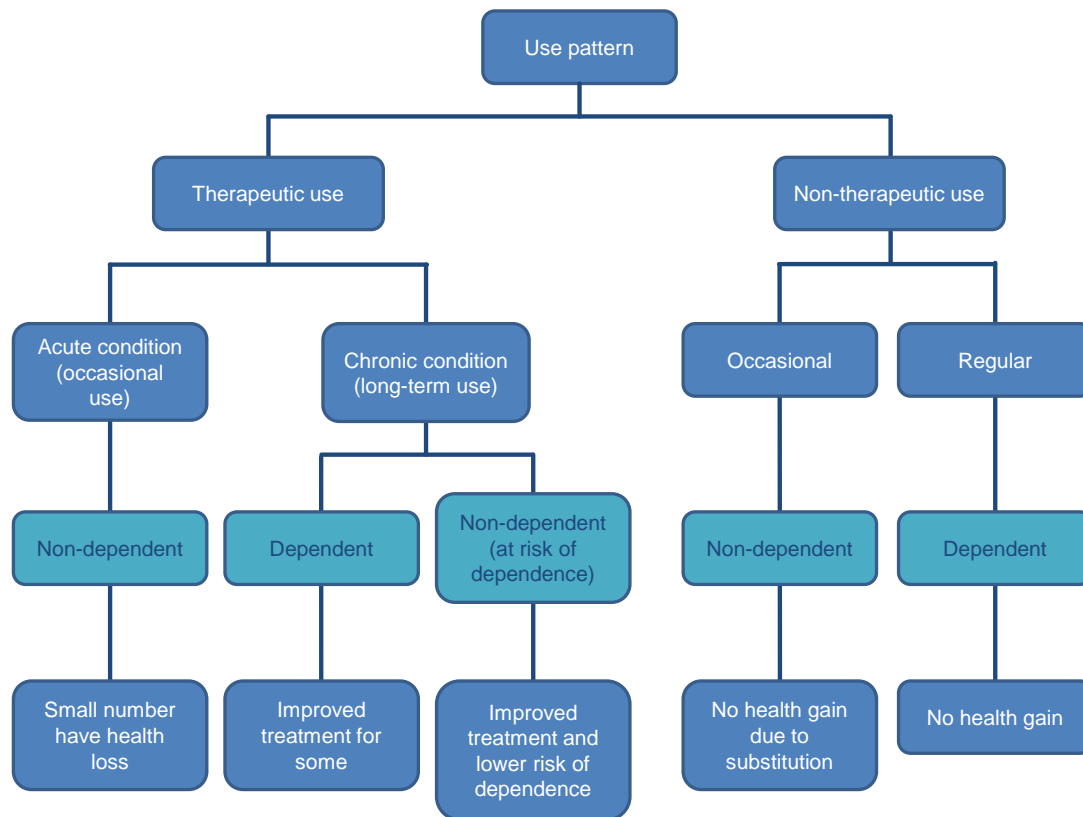 Use pattern
Therapeutic use
Non-therapeutic use
Acute condition
(occasional
use)
Chronic condition
(long-term use)
Occasional
Regular
Non-dependent
Dependent
Non-dependent
(at risk of
dependence)
Non-dependent
Dependent
Small number
have health
loss
Improved
treatment for
some
Improved
treatment and
lower risk of
dependence
No health gain
due to
substitution
No health gain